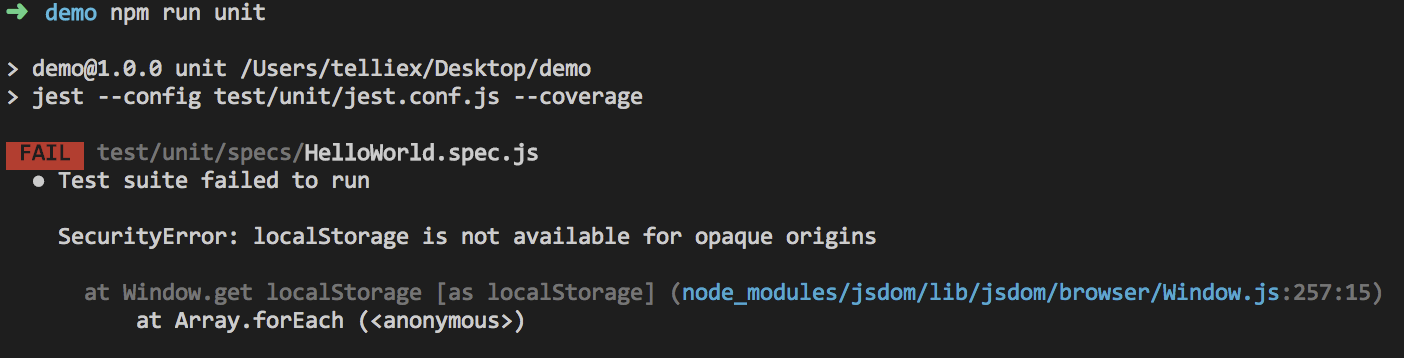 ➜ demo npm run unit
> demo@1.0.0 unit /Users/telliex/Desktop/demo
> jest --config test/unit/jest.conf.js --coverage
FAIL test/unit/specs/HelloWorld.spec.js
● Test suite failed to run
SecurityError: localStorage is not available for opaque origins
at Window.get localStorage [as localStorage] (node_modules/jsdom/lib/jsdom/browser/Window.js:257:15)
at Array.forEach (<anonymous>)